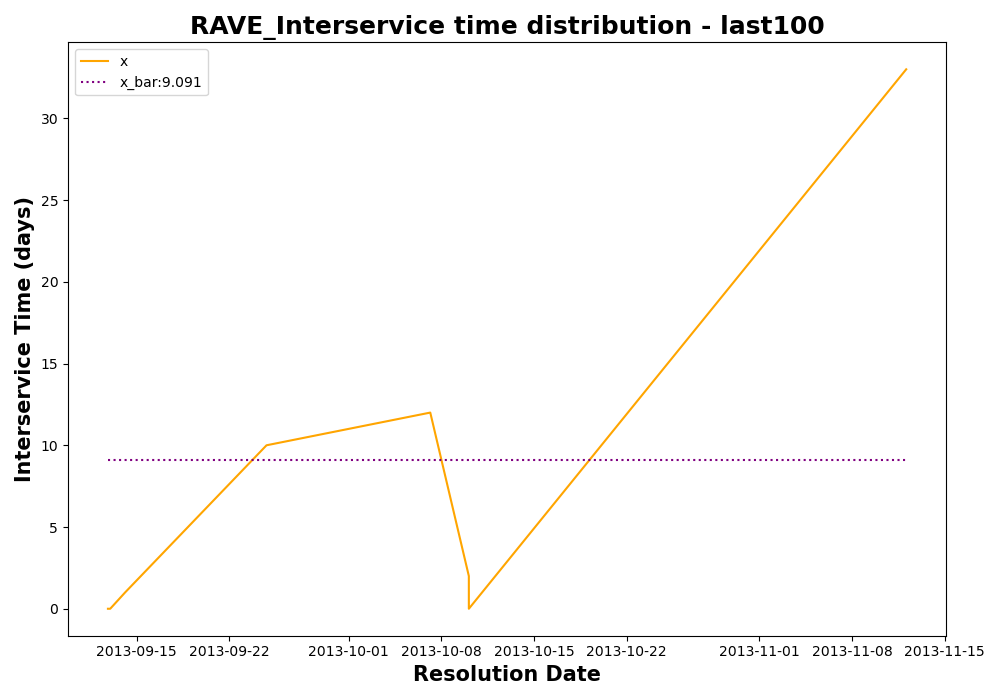 RAVE_Interservice time distribution - last100
x
x_bar:9.091
Interservice Time (days)
30
25
20
15
10
5
0
2013-09-15 2013-09-22 2013-10-01 2013-10-08 2013-10-15 2013-10-22 2013-11-01 2013-11-08 2013-11-15
Resolution Date